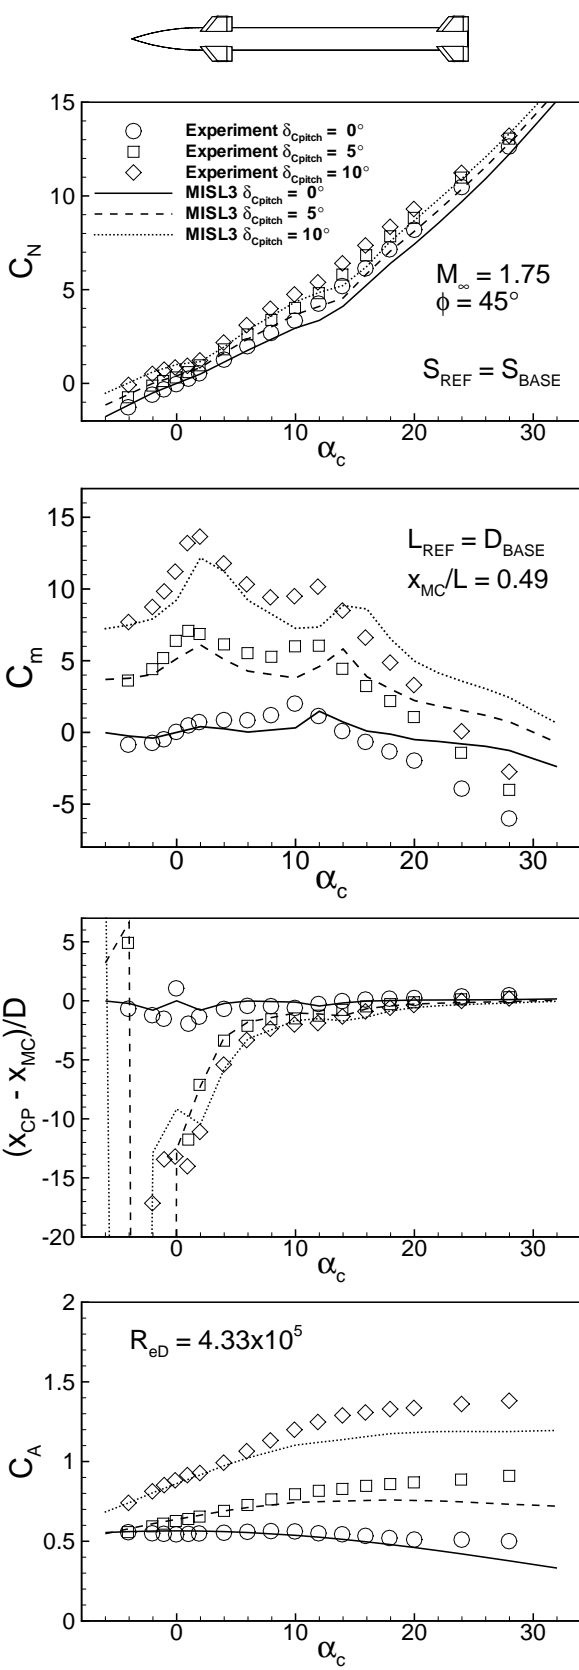 15
Experiment δCpitch = 0°
Experiment δCpitch = 5°
Experiment δCpitch = 10°
MISL3 δCpitch = 0°
MISL3 δCpitch = 5°
MISL3 δCpitch = 10°
10
CN
5
M∞ = 1.75
ϕ = 45°
0
SREF = SBASE
0 10 20 30
αc
15
LREF = DBASE
xMC/L = 0.49
10
Cm
5
0
-5
0 10 20 30
αc
5
0
(xCP - xMC)/D
-5
-10
-15
-20
0 10 20 30
αc
2
ReD = 4.33x10⁵
1.5
CA
1
0.5
0
0 10 20 30
αc